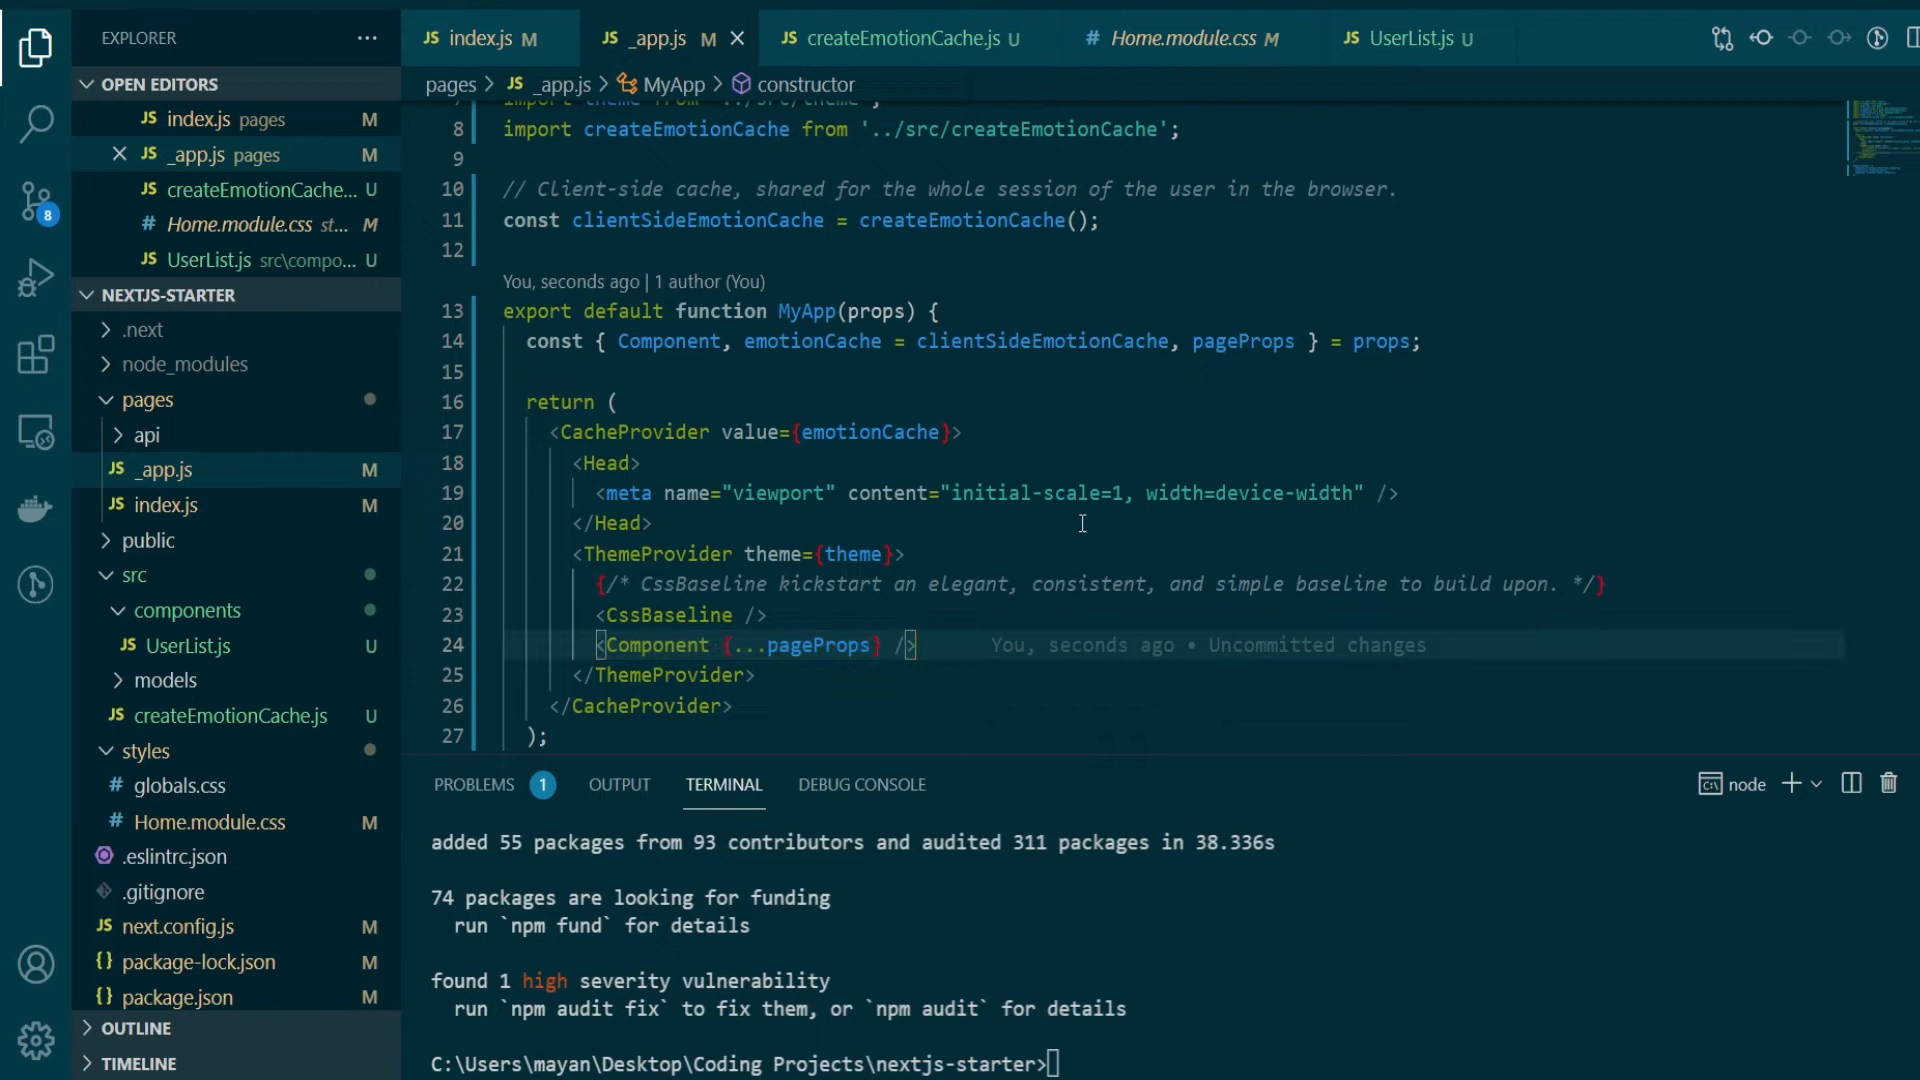 EXPLORER
OPEN EDITORS
JS index.js pages M
JS _app.js pages M
createEmotionCache... U
# Home.module.css st... M
JS UserList.js src\compo... U
NEXTJS-STARTER
.next
node_modules
pages
api
JS _app.js M
JS index.js M
public
src
components
JS UserList.js U
models
JS createEmotionCache.js U
styles
# globals.css
# Home.module.css M
.eslintrc.json
.gitignore
JS next.config.js M
{} package-lock.json M
{} package.json M
OUTLINE
TIMELINE
8
JS index.js M
JS _app.js M
JS createEmotionCache.js U
# Home.module.css M
JS UserList.js U
pages > JS _app.js > MyApp > constructor
import theme from '../src/theme';
8 import createEmotionCache from '../src/createEmotionCache';
9
10 // Client-side cache, shared for the whole session of the user in the browser.
11 const clientSideEmotionCache = createEmotionCache();
12
You, seconds ago | 1 author (You)
13 export default function MyApp(props) {
14 const { Component, emotionCache = clientSideEmotionCache, pageProps } = props;
15
16 return (
17 <CacheProvider value={emotionCache}>
18 <Head>
19 <meta name="viewport" content="initial-scale=1, width=device-width" />
20 </Head>
21 <ThemeProvider theme={theme}>
22 {/* CssBaseline kickstart an elegant, consistent, and simple baseline to build upon. */}
23 <CssBaseline />
24 <Component {...pageProps} /> You, seconds ago • Uncommitted changes
25 </ThemeProvider>
26 </CacheProvider>
27 );
PROBLEMS 1 OUTPUT TERMINAL DEBUG CONSOLE
node
added 55 packages from 93 contributors and audited 311 packages in 38.336s
74 packages are looking for funding
run `npm fund` for details
found 1 high severity vulnerability
run `npm audit fix` to fix them, or `npm audit` for details
C:\Users\mayan\Desktop\Coding Projects\nextjs-starter>